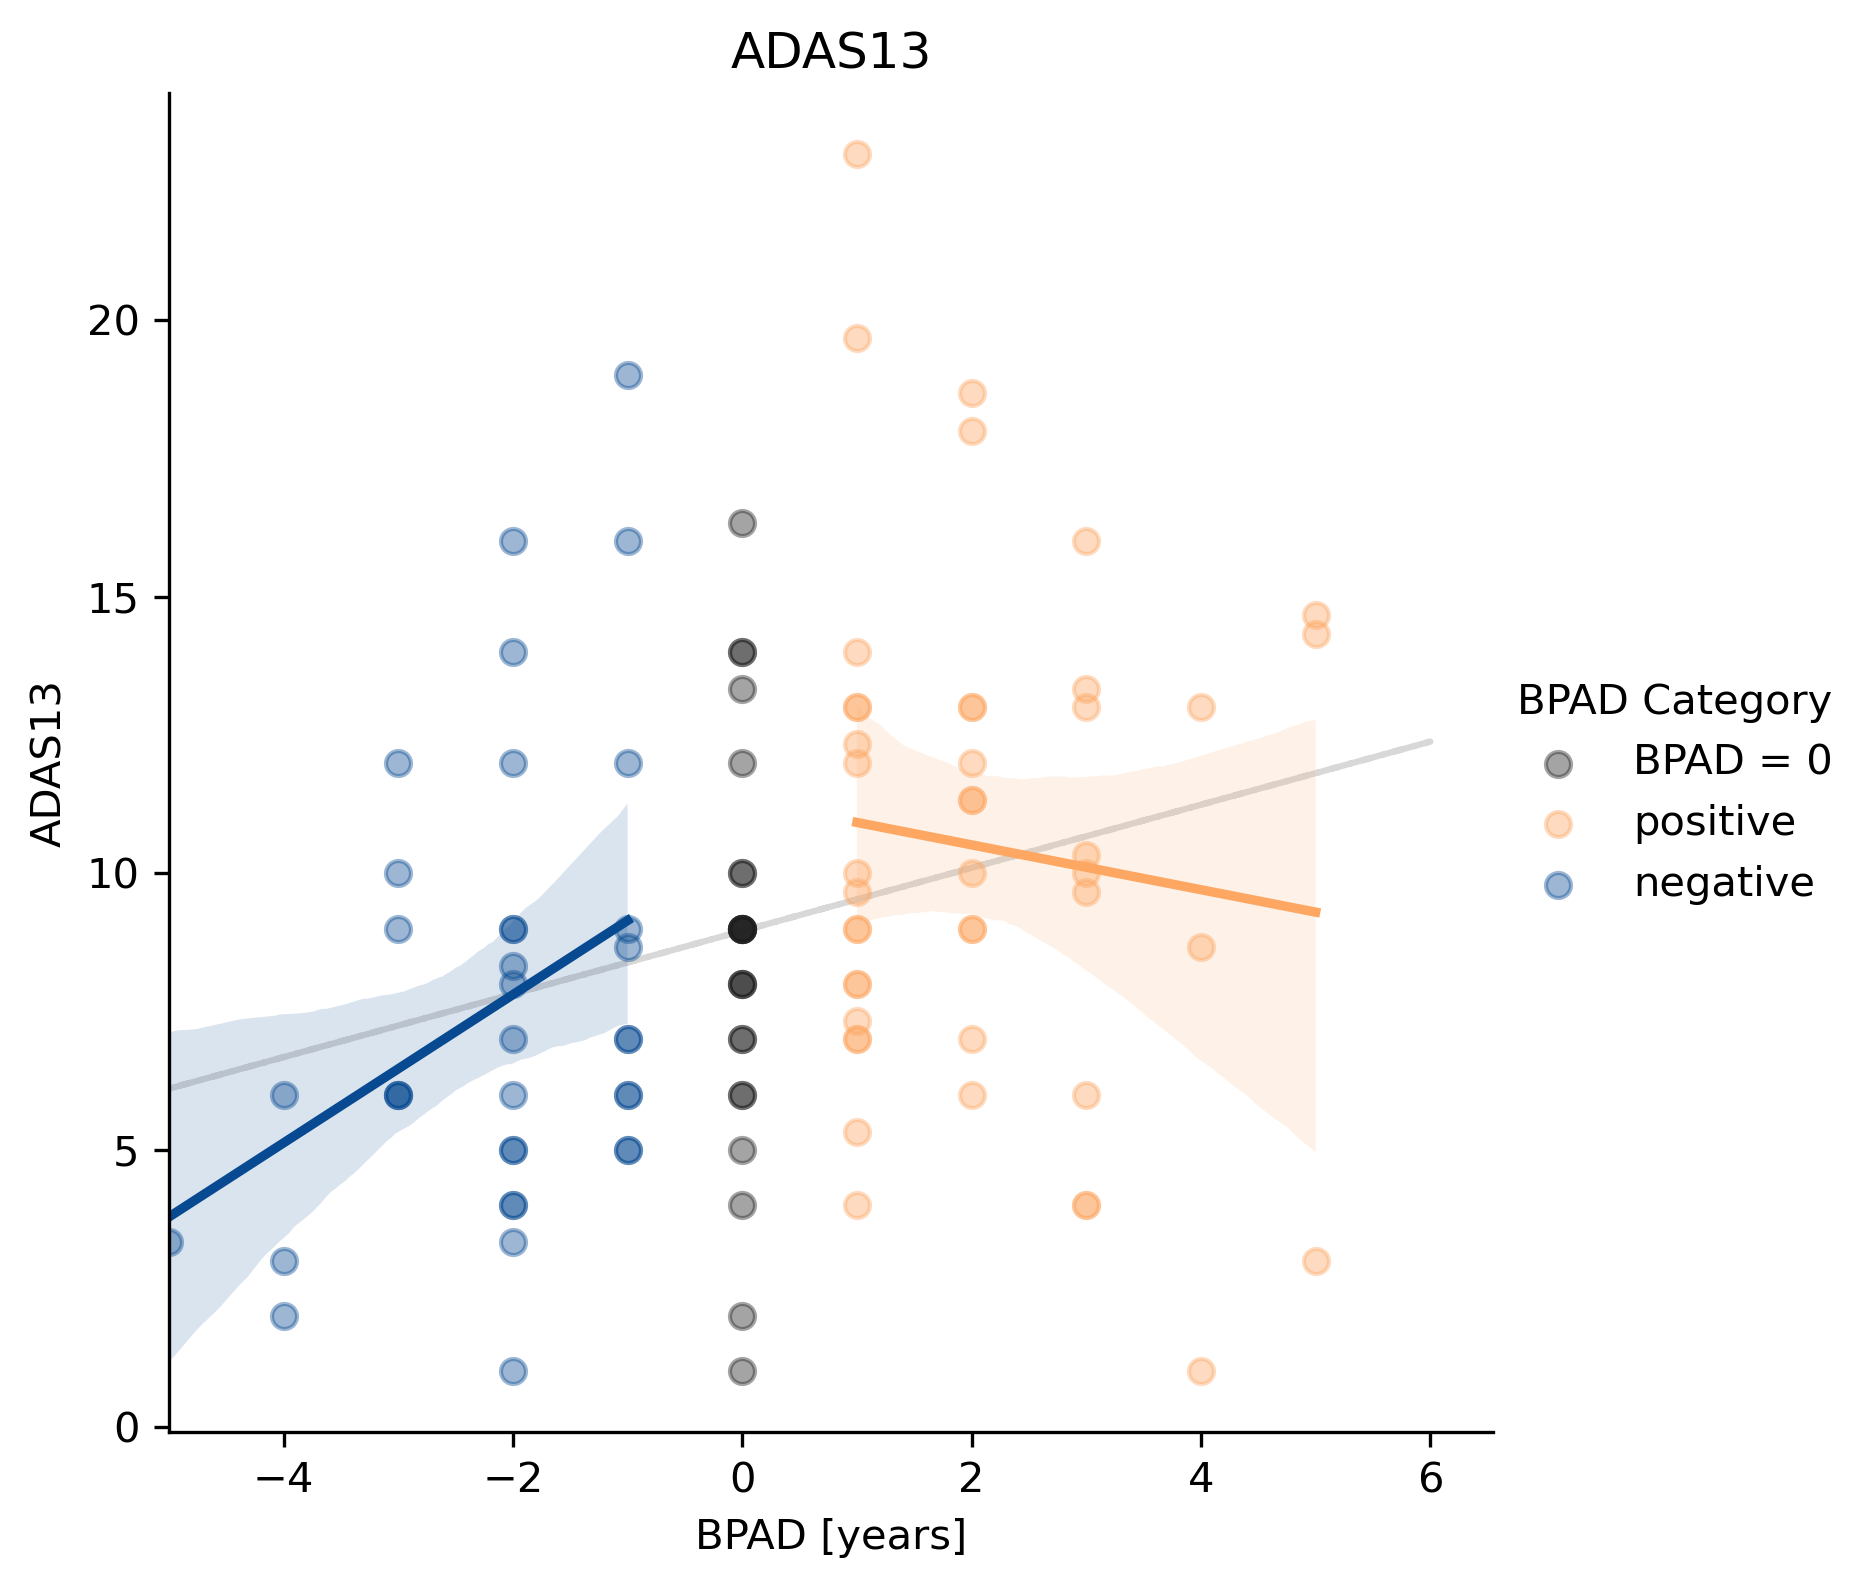 ADAS13
20
15
10
5
0
ADAS13
−4
−2
0
2
4
6
BPAD [years]
BPAD Category
BPAD = 0
positive
negative